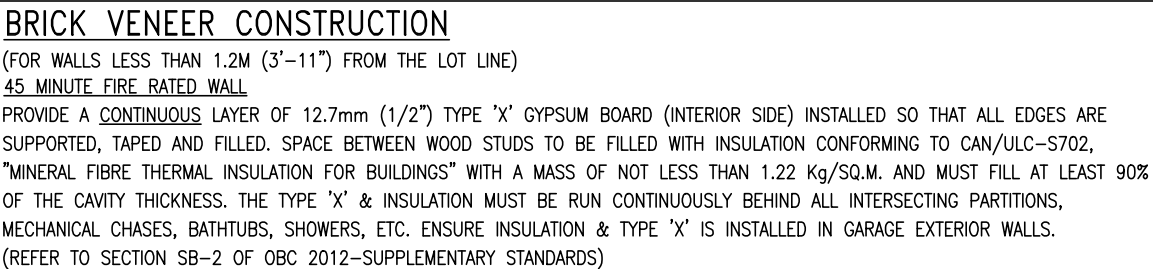 BRICK VENEER CONSTRUCTION
(FOR WALLS LESS THAN 1.2M (3'-11") FROM THE LOT LINE)
45 MINUTE FIRE RATED WALL
PROVIDE A CONTINUOUS LAYER OF 12.7mm (1/2") TYPE 'X' GYPSUM BOARD (INTERIOR SIDE) INSTALLED SO THAT ALL EDGES ARE
SUPPORTED, TAPED AND FILLED. SPACE BETWEEN WOOD STUDS TO BE FILLED WITH INSULATION CONFORMING TO CAN/ULC-S702,
"MINERAL FIBRE THERMAL INSULATION FOR BUILDINGS" WITH A MASS OF NOT LESS THAN 1.22 Kg/SQ.M. AND MUST FILL AT LEAST 90%
OF THE CAVITY THICKNESS. THE TYPE 'X' & INSULATION MUST BE RUN CONTINUOUSLY BEHIND ALL INTERSECTING PARTITIONS,
MECHANICAL CHASES, BATHTUBS, SHOWERS, ETC. ENSURE INSULATION & TYPE 'X' IS INSTALLED IN GARAGE EXTERIOR WALLS.
(REFER TO SECTION SB-2 OF OBC 2012-SUPPLEMENTARY STANDARDS)